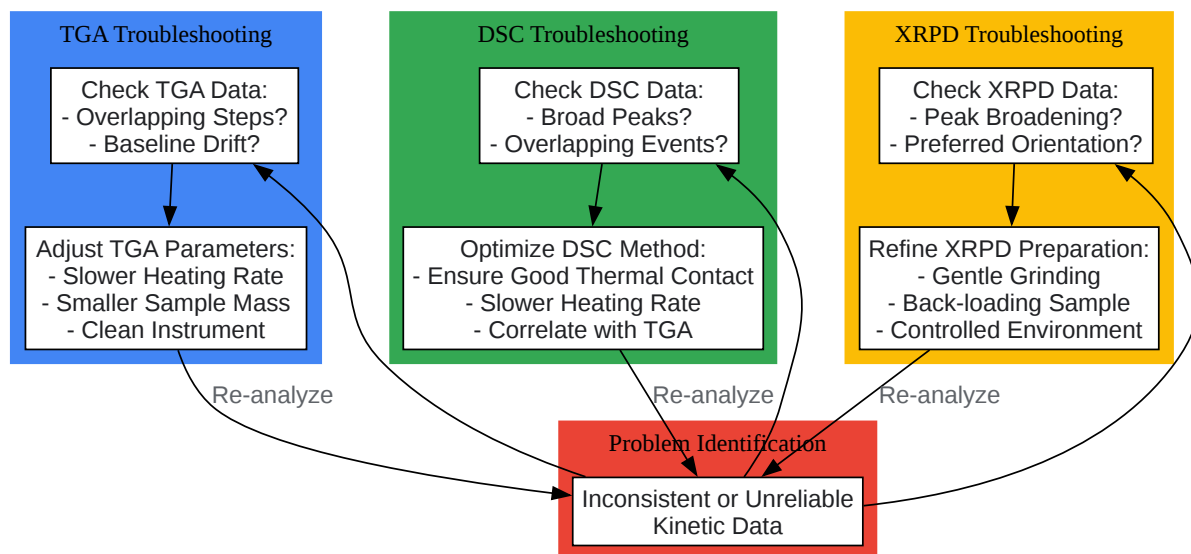 TGA Troubleshooting
Check TGA Data:
- Overlapping Steps?
- Baseline Drift?
Adjust TGA Parameters:
- Slower Heating Rate
- Smaller Sample Mass
- Clean Instrument
Re-analyze
DSC Troubleshooting
Check DSC Data:
- Broad Peaks?
- Overlapping Events?
Optimize DSC Method:
- Ensure Good Thermal Contact
- Slower Heating Rate
- Correlate with TGA
Re-analyze
XRPD Troubleshooting
Check XRPD Data:
- Peak Broadening?
- Preferred Orientation?
Refine XRPD Preparation:
- Gentle Grinding
- Back-loading Sample
- Controlled Environment
Re-analyze
Problem Identification
Inconsistent or Unreliable
Kinetic Data